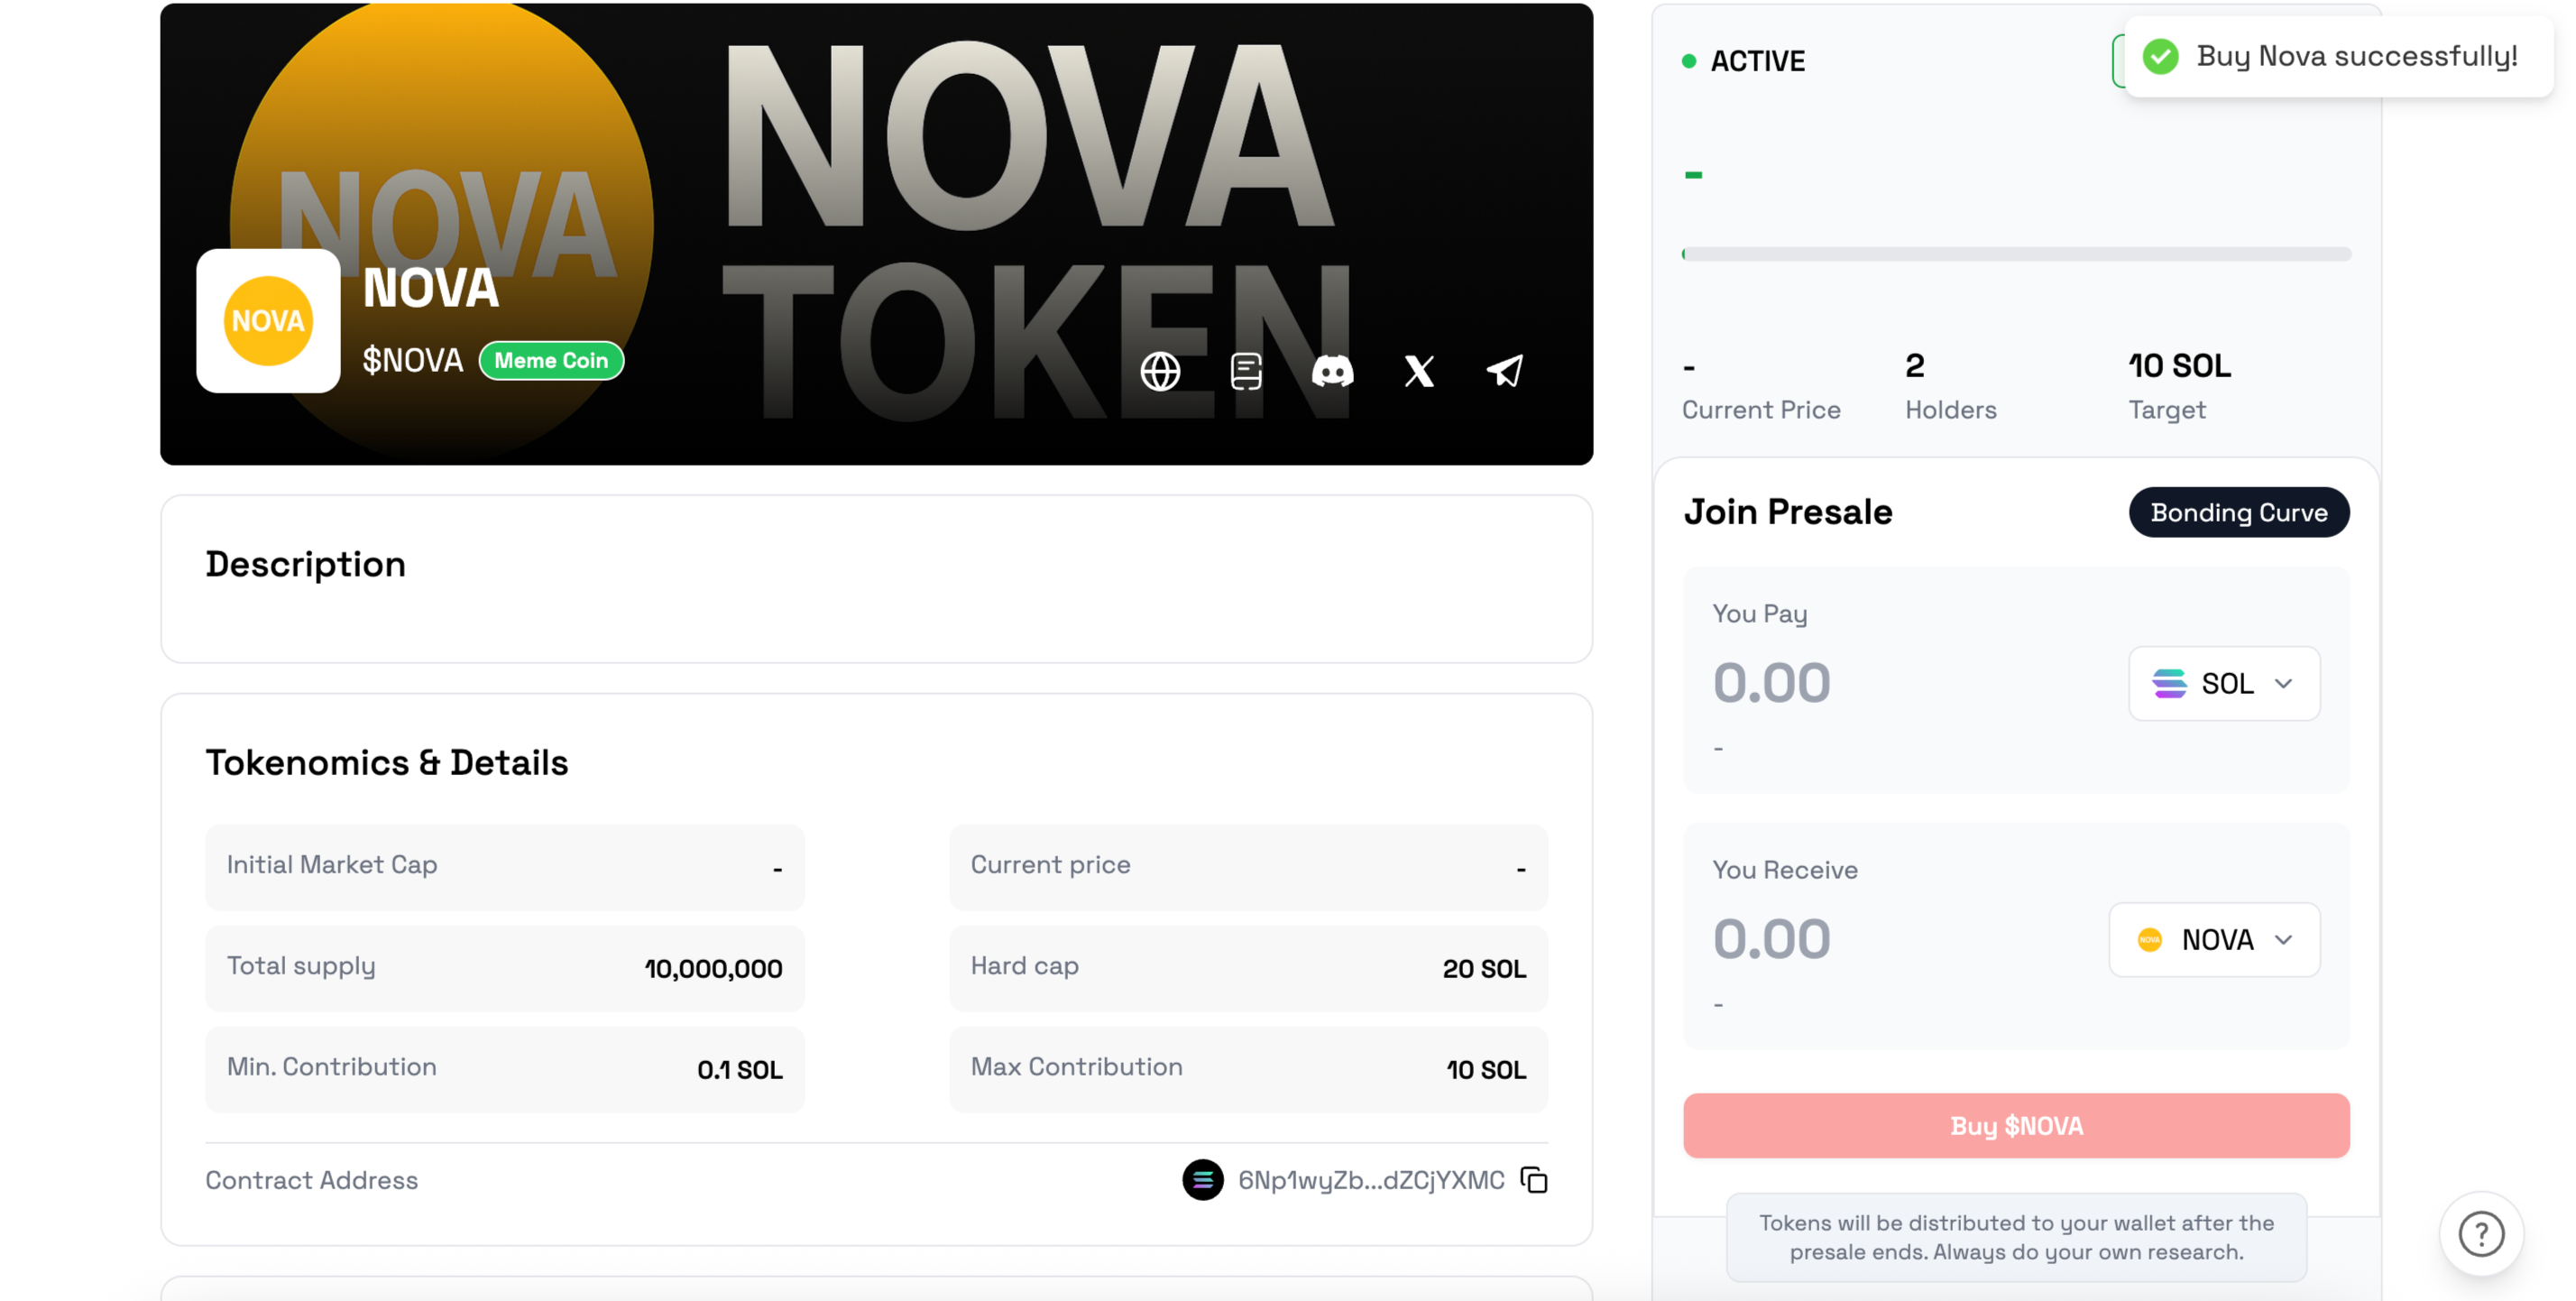 NOVA
TOKEN
NOVA
NOVA
NOVA
$NOVA
Meme Coin
Description
Tokenomics & Details
Initial Market Cap
-
Current price
-
Total supply
10,000,000
Hard cap
20 SOL
Min. Contribution
0.1 SOL
Max Contribution
10 SOL
Contract Address
6Np1wyZb...dZCjYXMC
ACTIVE
Buy Nova successfully!
-
-
Current Price
2
Holders
10 SOL
Target
Join Presale
Bonding Curve
You Pay
0.00
SOL
-
You Receive
0.00
NOVA
NOVA
-
Buy $NOVA
Tokens will be distributed to your wallet after the
presale ends. Always do your own research.
?